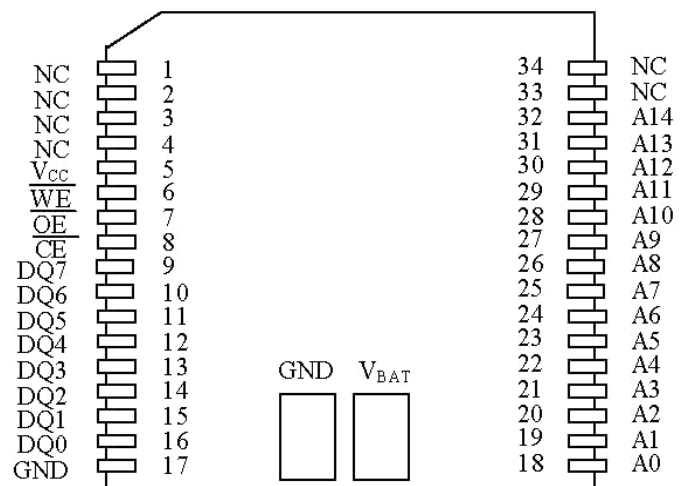 NC 1 34 NC
NC 2 33 NC
NC 3 32 A14
NC 4 31 A13
VCC 5 30 A12
WE 6 29 A11
OE 7 28 A10
CE 8 27 A9
DQ7 9 26 A8
DQ6 10 25 A7
DQ5 11 24 A6
DQ4 12 23 A5
DQ3 13 GND VBAT 22 A4
DQ2 14 21 A3
DQ1 15 20 A2
DQ0 16 19 A1
GND 17 18 A0